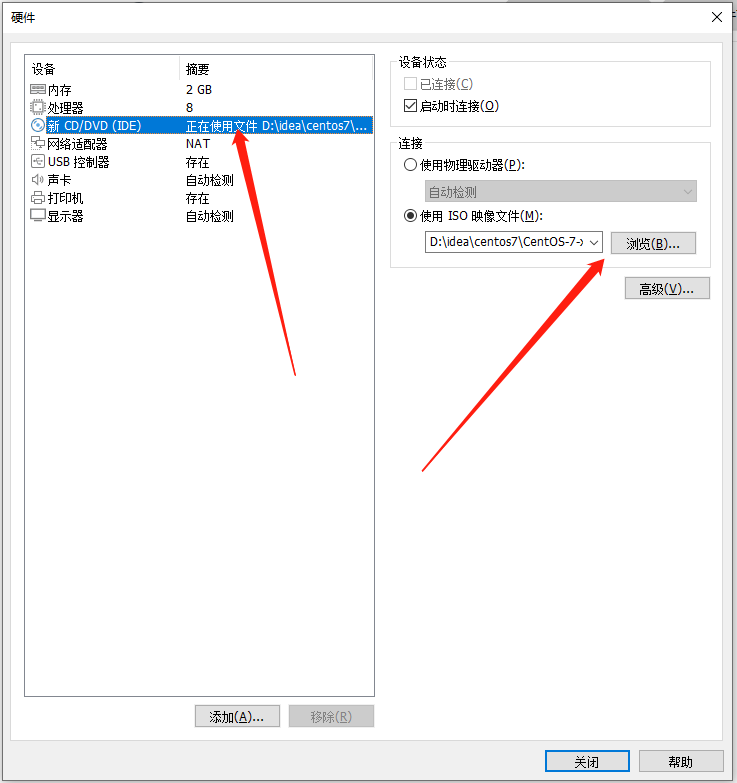 硬件
设备 摘要
内存 2 GB
处理器 8
新 CD/DVD (IDE) 正在使用文件 D:\idea\centos7\...
网络适配器 NAT
USB 控制器 存在
声卡 自动检测
打印机 存在
显示器 自动检测
添加(A)... 移除(R)
设备状态
已连接(C)
启动时连接(O)
连接
使用物理驱动器(P):
自动检测
使用 ISO 映像文件(M):
D:\idea\centos7\CentOS-7-x 浏览(B)...
高级(V)...
关闭 帮助